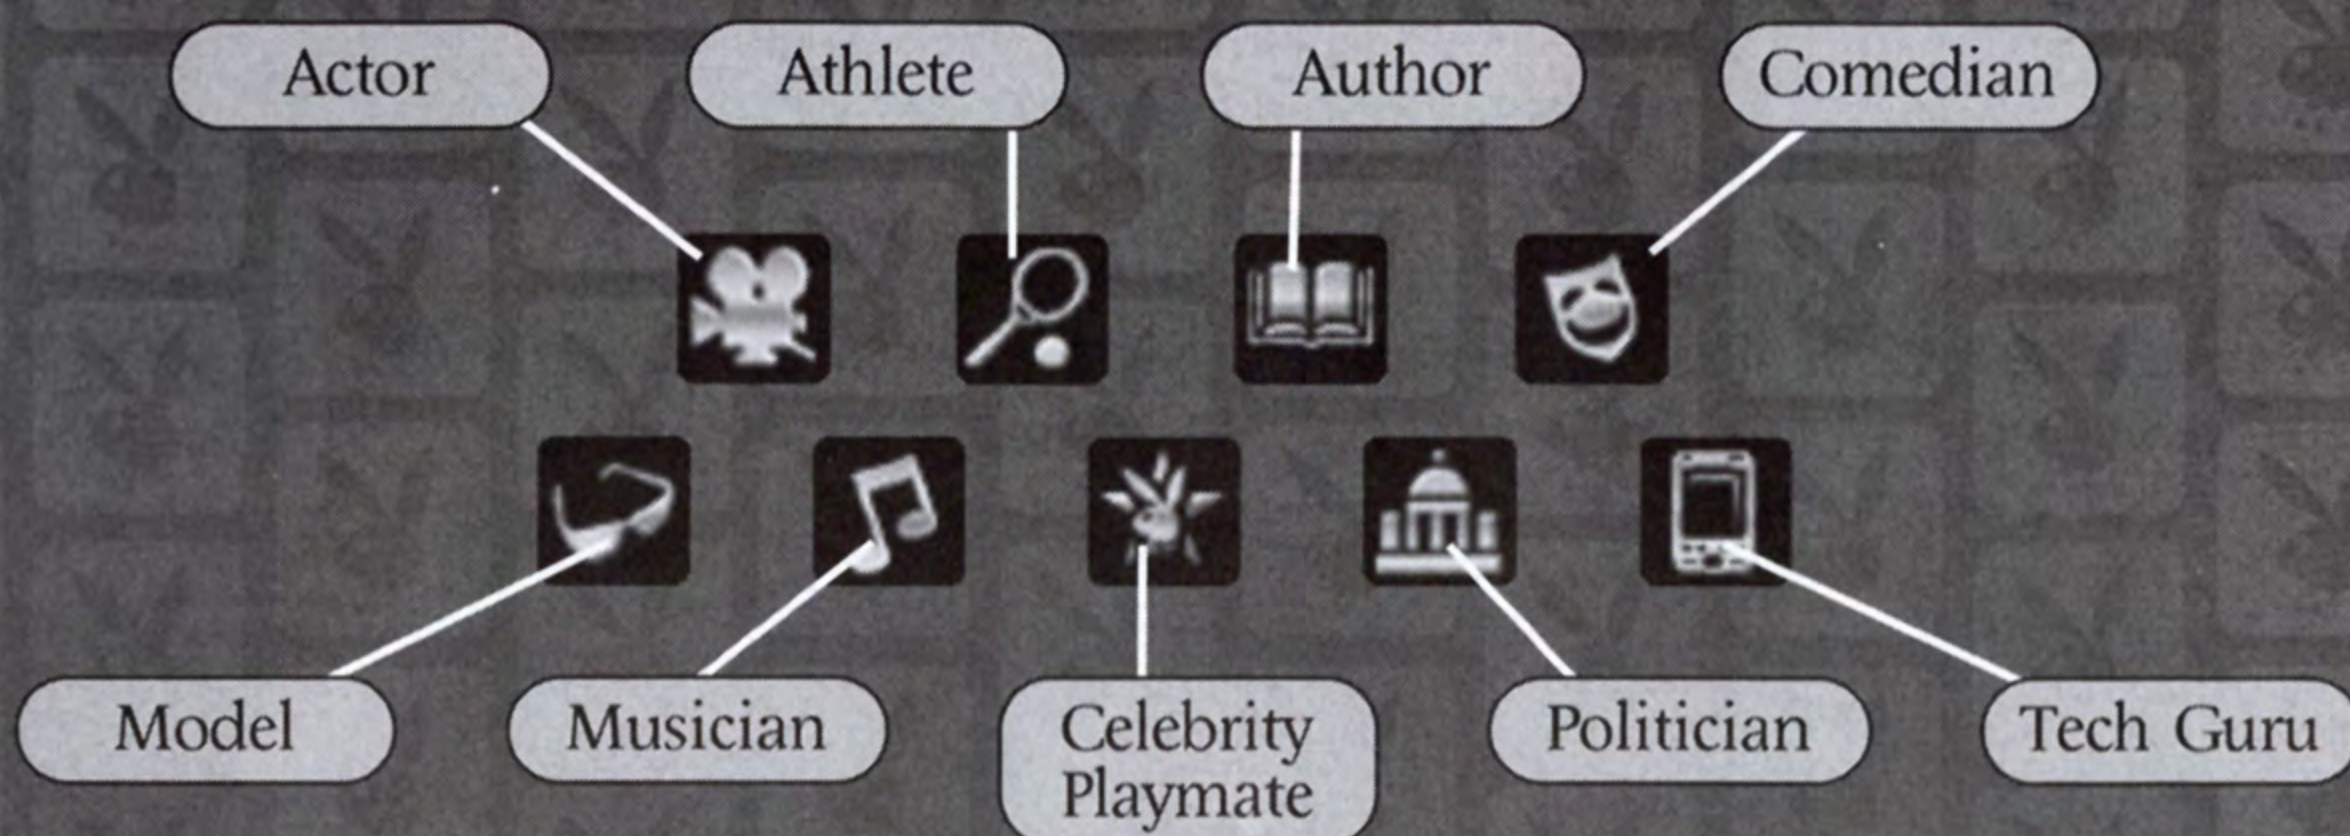 Actor
Athlete
Author
Comedian
Model
Musician
Celebrity
Playmate
Politician
Tech Guru